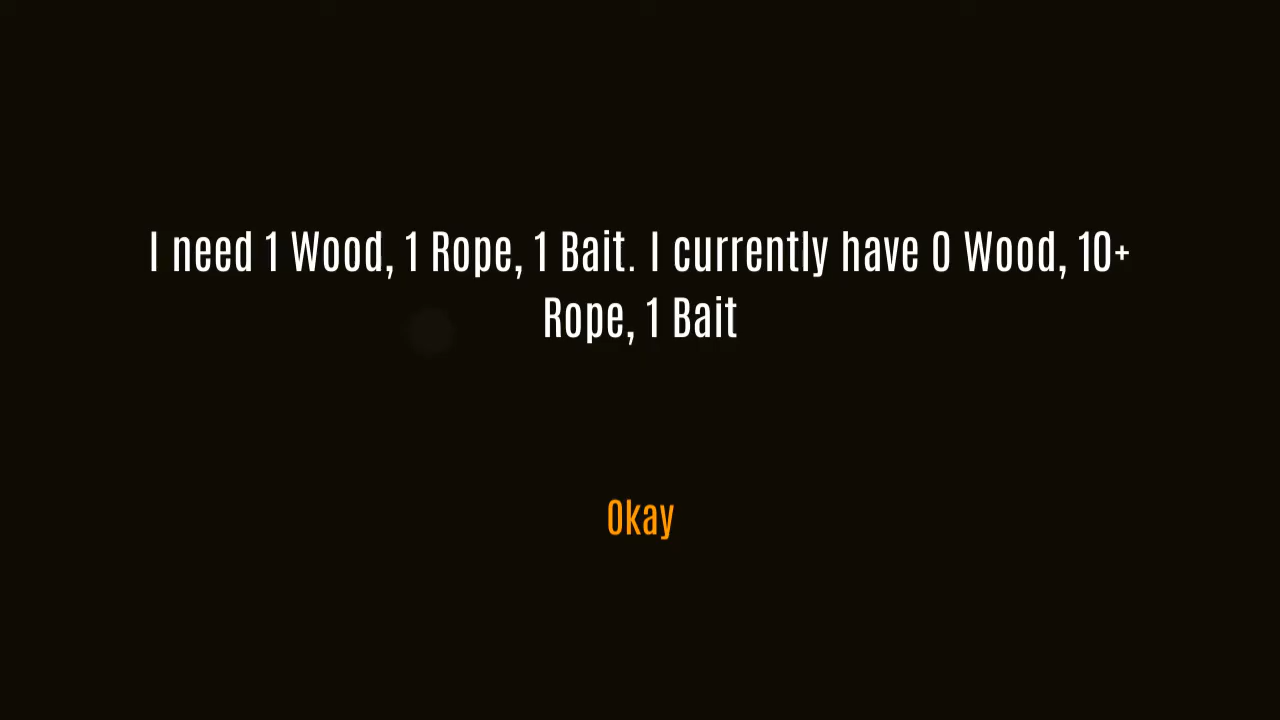 I need 1 Wood, 1 Rope, 1 Bait. I currently have 0 Wood, 10+
Rope, 1 Bait
Okay